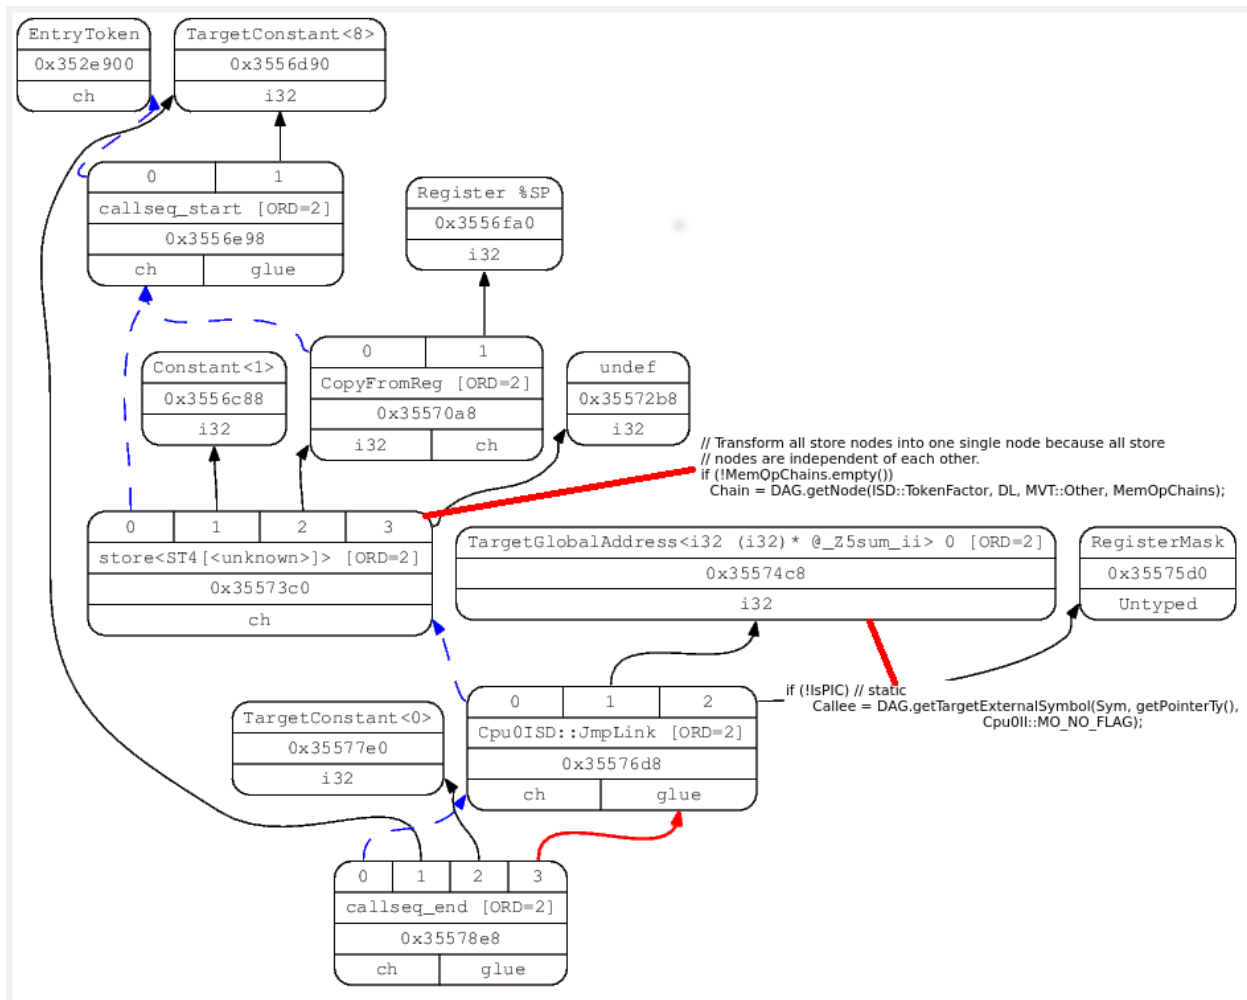 EntryToken
0x352e900
ch
TargetConstant<8>
0x3556d90
i32
0 1
callseq_start [ORD=2]
0x3556e98
ch glue
Register %SP
0x3556fa0
i32
Constant<1>
0x3556c88
i32
0 1
CopyFromReg [ORD=2]
0x35570a8
i32 ch
undef
0x35572b8
i32
// Transform all store nodes into one single node because all store
// nodes are independent of each other.
if (!MemOpChains.empty())
Chain = DAG.getNode(ISD::TokenFactor, DL, MVT::Other, MemOpChains);
0 1 2 3
store<ST4[<unknown>]> [ORD=2]
0x35573c0
ch
TargetGlobalAddress<i32 (i32)* @_Z5sum_ii> 0 [ORD=2]
0x35574c8
i32
RegisterMask
0x35575d0
Untyped
if (!IsPIC) // static
Callee = DAG.getTargetExternalSymbol(Sym, getPointerTy(),
Cpu0II::MO_NO_FLAG);
TargetConstant<0>
0x35577e0
i32
0 1 2
Cpu0ISD::JmpLink [ORD=2]
0x35576d8
ch glue
0 1 2 3
callseq_end [ORD=2]
0x35578e8
ch glue